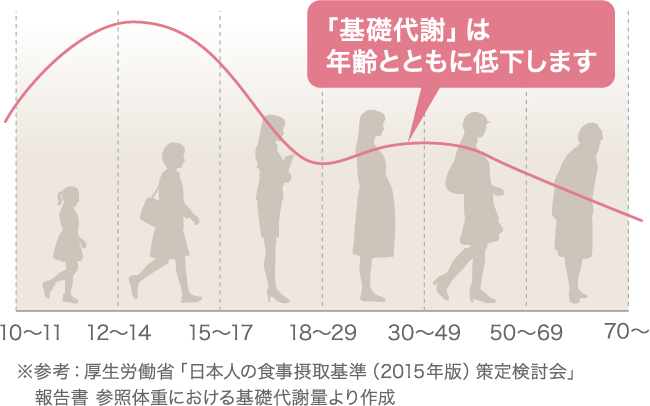 「基礎代謝」は
年齢とともに低下します
10〜11
12〜14
15〜17
18〜29
30〜49
50〜69
70〜
※参考：厚生労働省「日本人の食事摂取基準（2015年版）策定検討会」
報告書 参照体重における基礎代謝量より作成